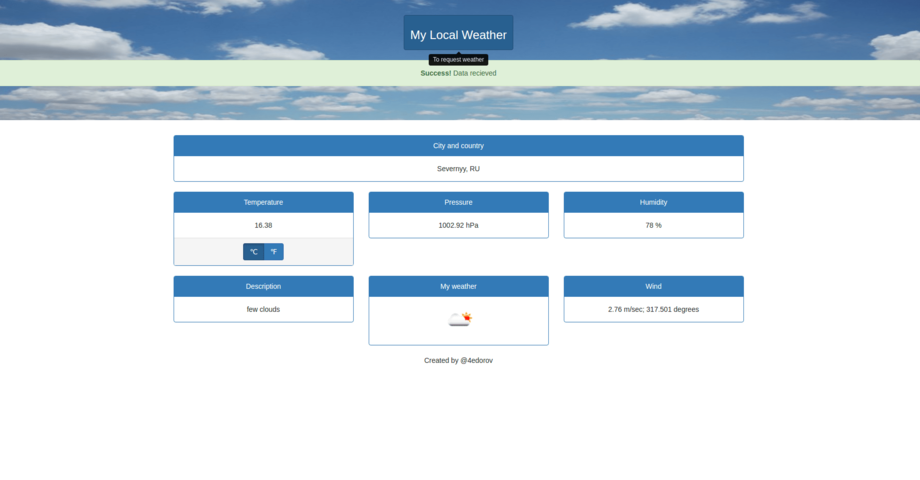 My Local Weather
To request weather
Success! Data recieved
City and country
Severnyy, RU
Temperature
Pressure
Humidity
16.38
1002.92 hPa
78 %
℃
℉
Description
My weather
Wind
few clouds
2.76 m/sec; 317.501 degrees
Created by @4edorov